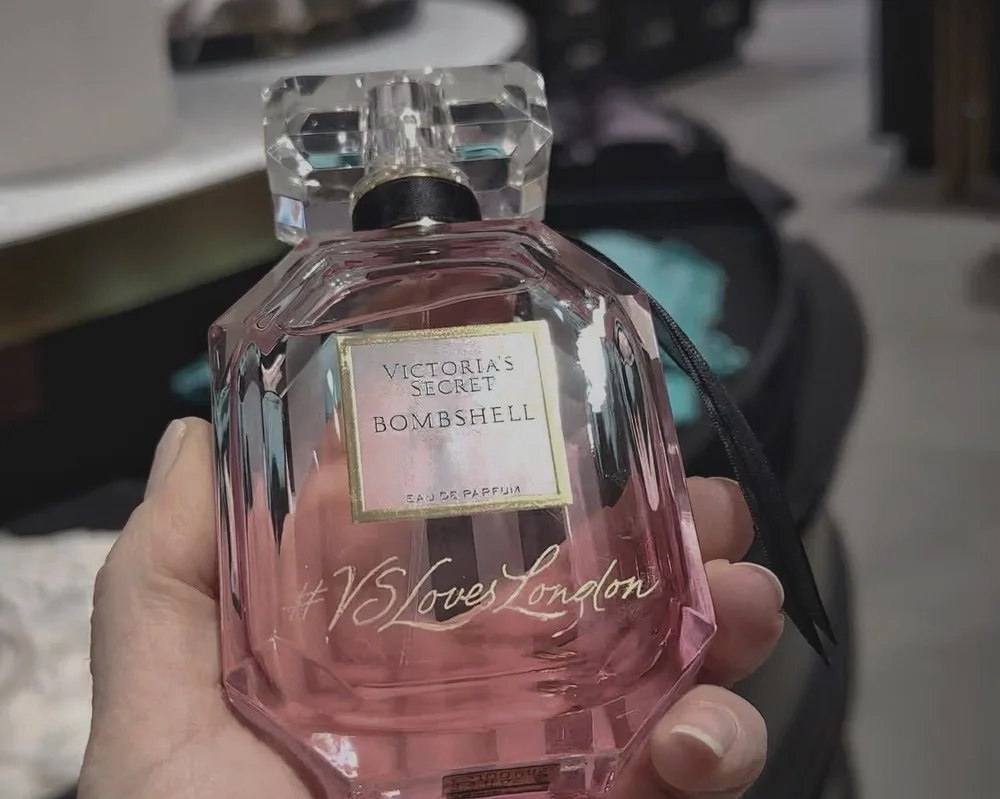 VICTORIA'S
SECRET
BOMBSHELL
EAU DE PARFUM
#VSLovesLondon